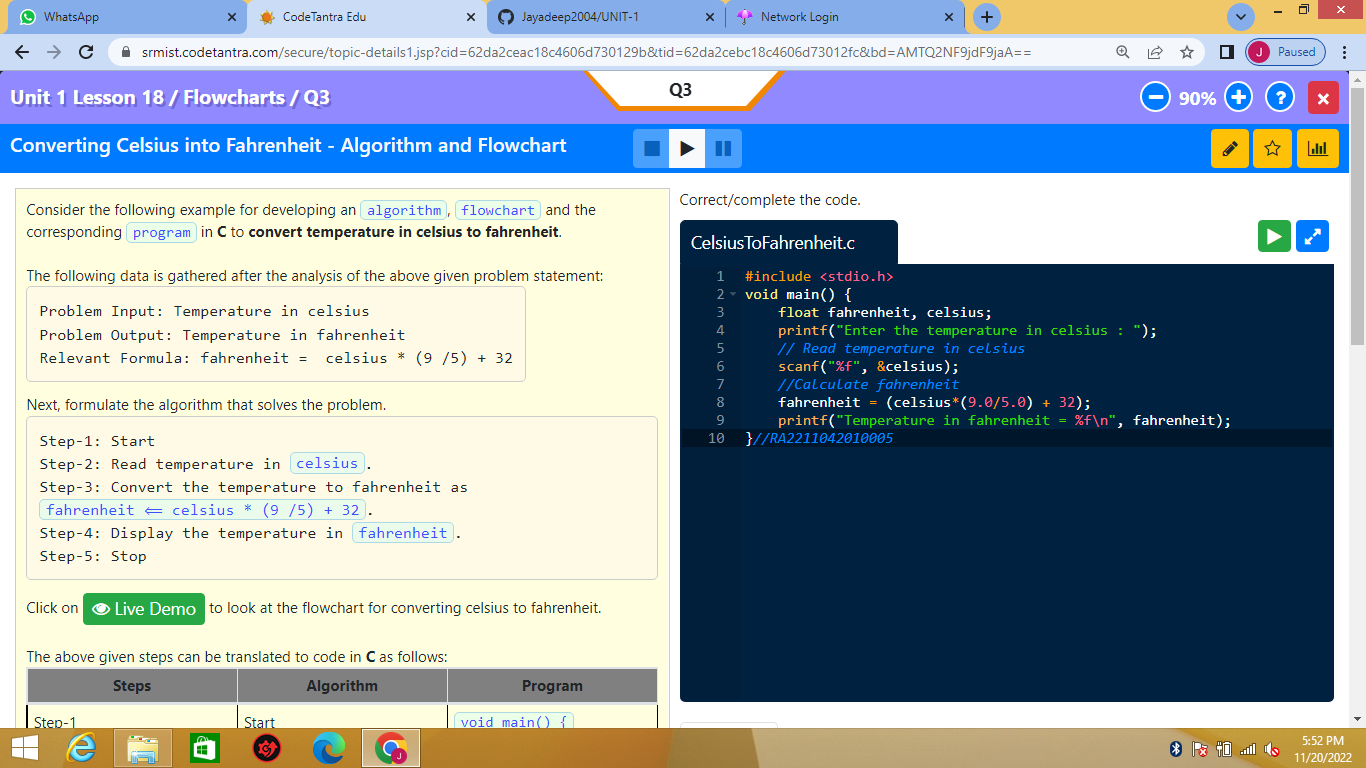 WhatsApp
CodeTantra Edu
Jayadeep2004/UNIT-1
Network Login
srmist.codetantra.com/secure/topic-details1.jsp?cid=62da2ceac18c4606d730129b&tid=62da2cebc18c4606d73012fc&bd=AMTQ2NF9jdF9jaA==
J Paused
Unit 1 Lesson 18 / Flowcharts / Q3
Q3
90%
?
Converting Celsius into Fahrenheit - Algorithm and Flowchart
Consider the following example for developing an algorithm, flowchart and the
corresponding program in C to convert temperature in celsius to fahrenheit.
The following data is gathered after the analysis of the above given problem statement:
Problem Input: Temperature in celsius
Problem Output: Temperature in fahrenheit
Relevant Formula: fahrenheit =  celsius * (9 /5) + 32
Next, formulate the algorithm that solves the problem.
Step-1: Start
Step-2: Read temperature in celsius.
Step-3: Convert the temperature to fahrenheit as
fahrenheit ⟸ celsius * (9 /5) + 32.
Step-4: Display the temperature in fahrenheit.
Step-5: Stop
Click on Live Demo to look at the flowchart for converting celsius to fahrenheit.
The above given steps can be translated to code in C as follows:
Steps Algorithm Program
Step-1 Start void main() {
Correct/complete the code.
CelsiusToFahrenheit.c
1 #include <stdio.h>
2 void main() {
3 float fahrenheit, celsius;
4 printf("Enter the temperature in celsius : ");
5 // Read temperature in celsius
6 scanf("%f", &celsius);
7 //Calculate fahrenheit
8 fahrenheit = (celsius*(9.0/5.0) + 32);
9 printf("Temperature in fahrenheit = %f\n", fahrenheit);
10 }//RA2211042010005
J
5:52 PM
11/20/2022